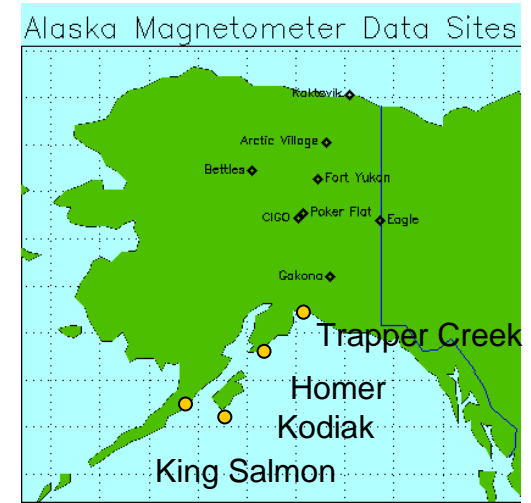 Alaska Magnetometer Data Sites
Kaktovik
Arctic Village
Bettles
Fort Yukon
CIGO
Poker Flat
Eagle
Gakona
Trapper Creek
Homer
Kodiak
King Salmon